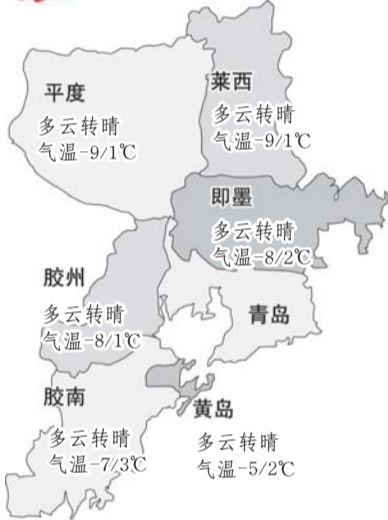 平度
多云转晴
气温-9/1℃
莱西
多云转晴
气温-9/1℃
即墨
多云转晴
气温-8/2℃
胶州
多云转晴
气温-8/1℃
青岛
胶南
多云转晴
气温-7/3℃
黄岛
多云转晴
气温-5/2℃